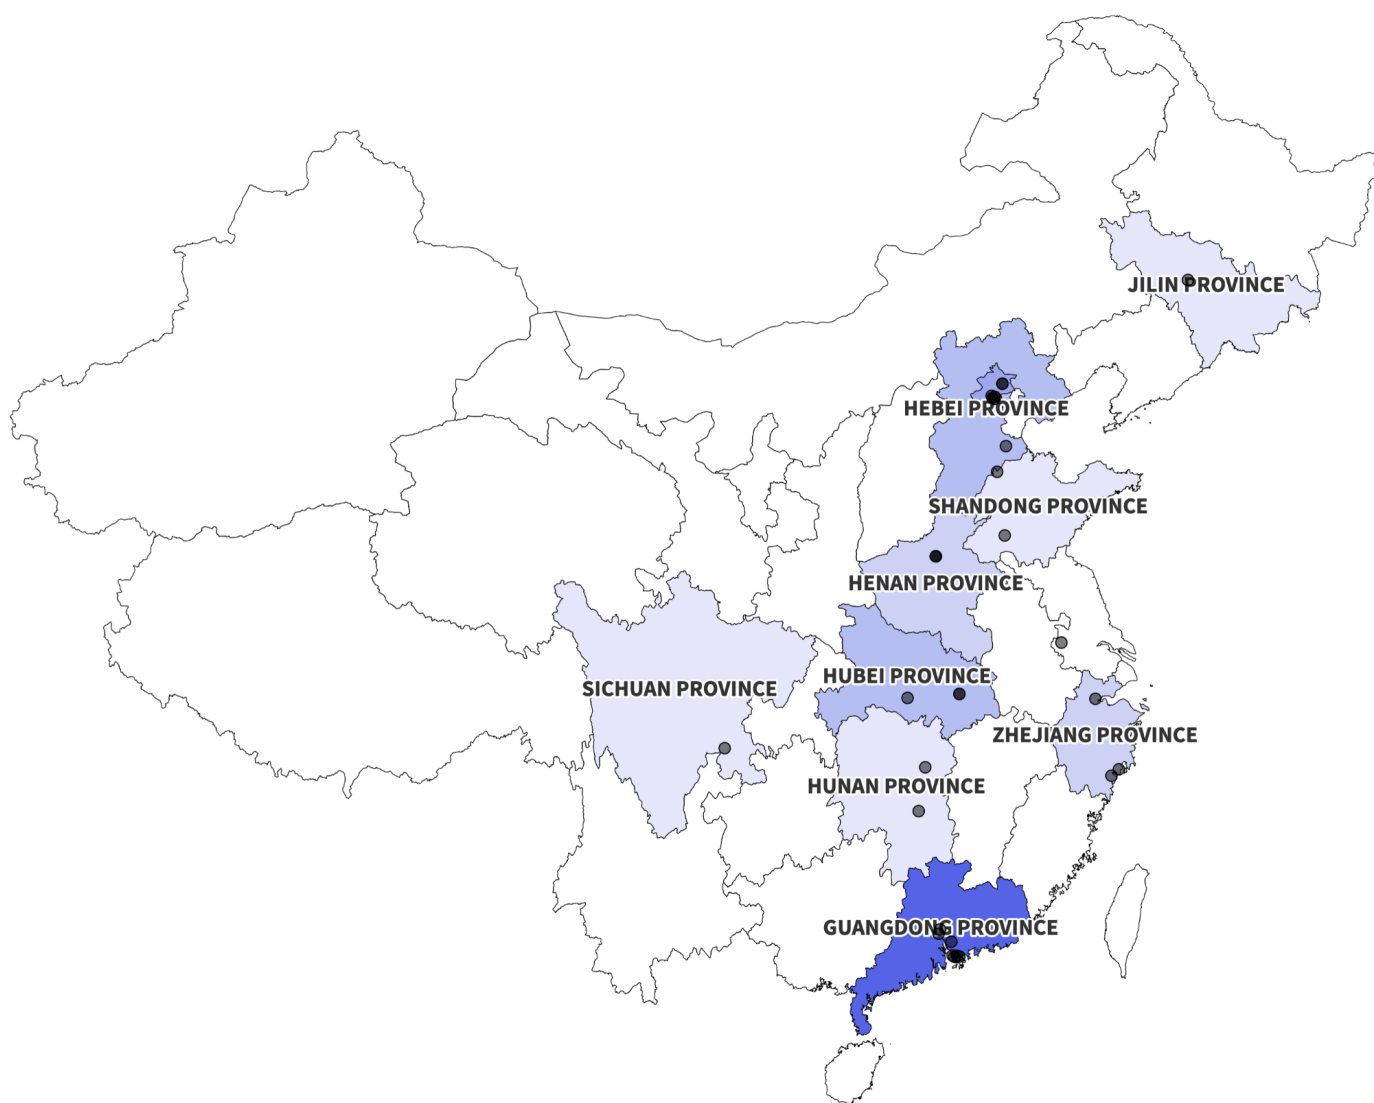 JILIN PROVINCE
HEBEI PROVINCE
SHANDONG PROVINCE
HENAN PROVINCE
HUBEI PROVINCE
SICHUAN PROVINCE
ZHEJIANG PROVINCE
HUNAN PROVINCE
GUANGDONG PROVINCE